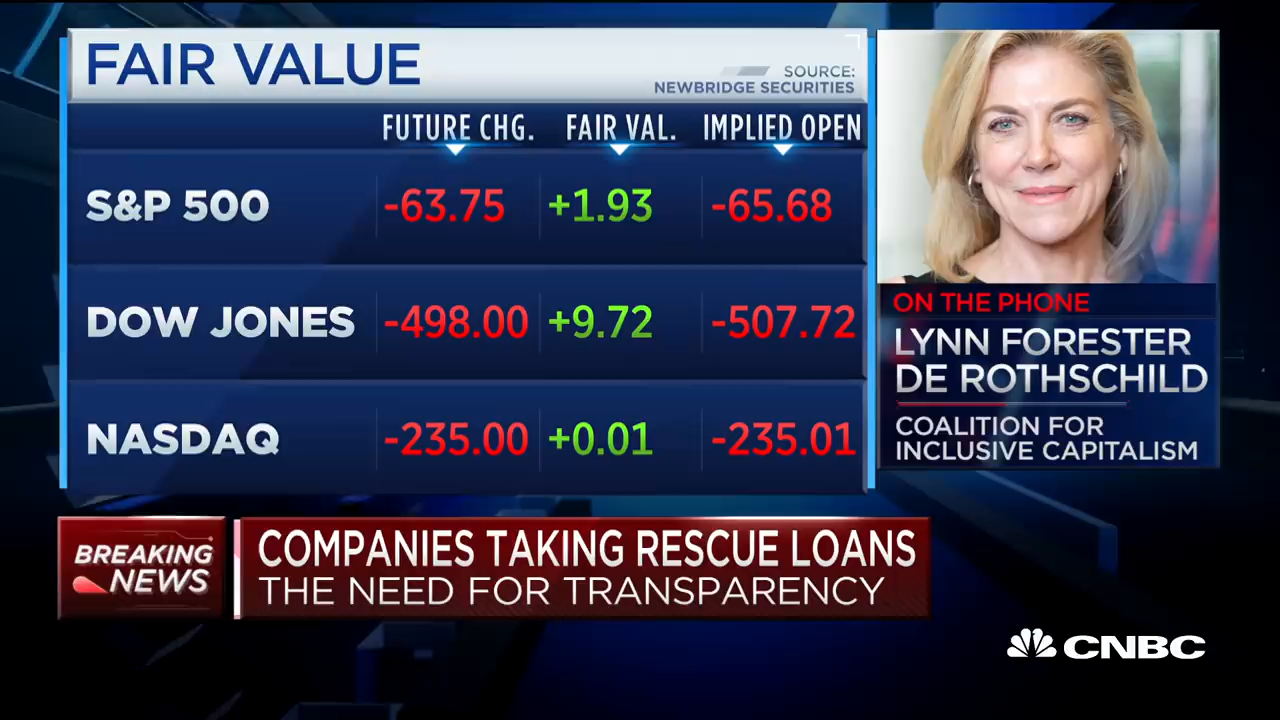 FAIR VALUE
SOURCE:
NEWBRIDGE SECURITIES
FUTURE CHG. FAIR VAL. IMPLIED OPEN
S&P 500 -63.75 +1.93 -65.68
DOW JONES -498.00 +9.72 -507.72
NASDAQ -235.00 +0.01 -235.01
ON THE PHONE
LYNN FORESTER
DE ROTHSCHILD
COALITION FOR
INCLUSIVE CAPITALISM
BREAKING
NEWS
COMPANIES TAKING RESCUE LOANS
THE NEED FOR TRANSPARENCY
CNBC